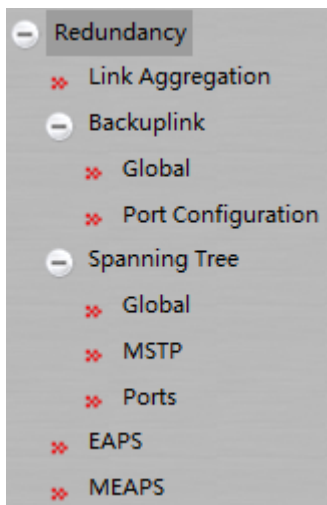 Redundancy
Link Aggregation
Backuplink
Global
Port Configuration
Spanning Tree
Global
MSTP
Ports
EAPS
MEAPS